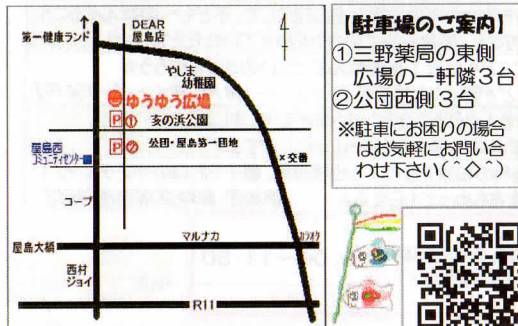 第一健康ランド
DEAR
屋島店
やしま
幼稚園
ゆうゆう広場
P① 亥の浜公園
P② 公団・屋島第一団地
屋島西
コミュニティセンター
×交番
コープ
屋島大橋
マルナカ
カラオケ
西村
ジョイ
R11
【駐車場のご案内】
①三野薬局の東側
広場の一軒隣3台
②公団西側3台
※駐車にお困りの場合
はお気軽にお問い合
わせ下さい(^◇^)